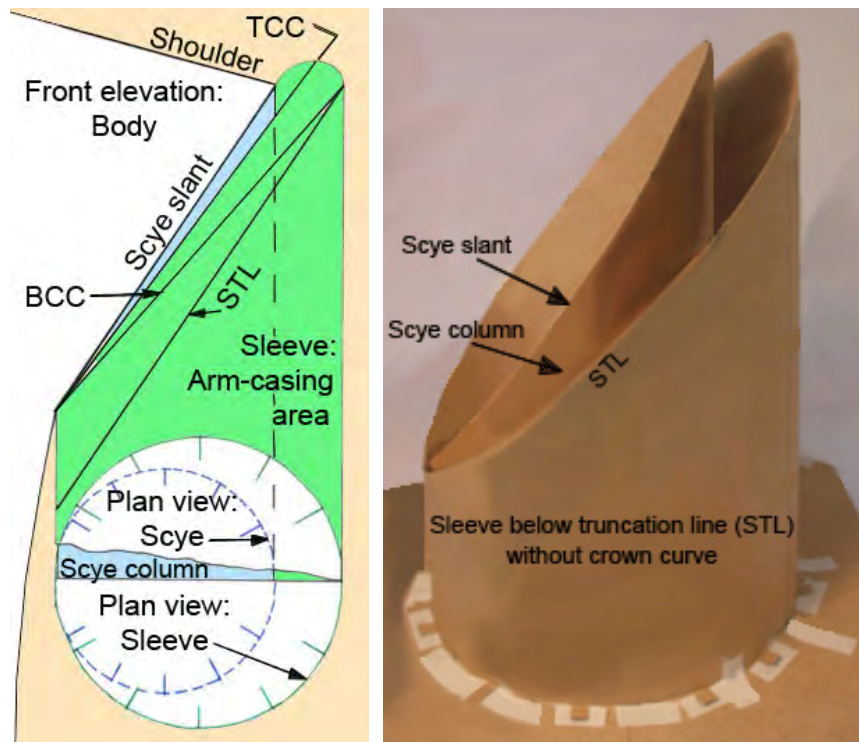 TCC
Shoulder
Front elevation:
Body
Scye slant
BCC
STL
Sleeve:
Arm-casing
area
Plan view:
Scye
Scye column
Plan view:
Sleeve
Scye slant
Scye column
STL
Sleeve below truncation line (STL)
without crown curve